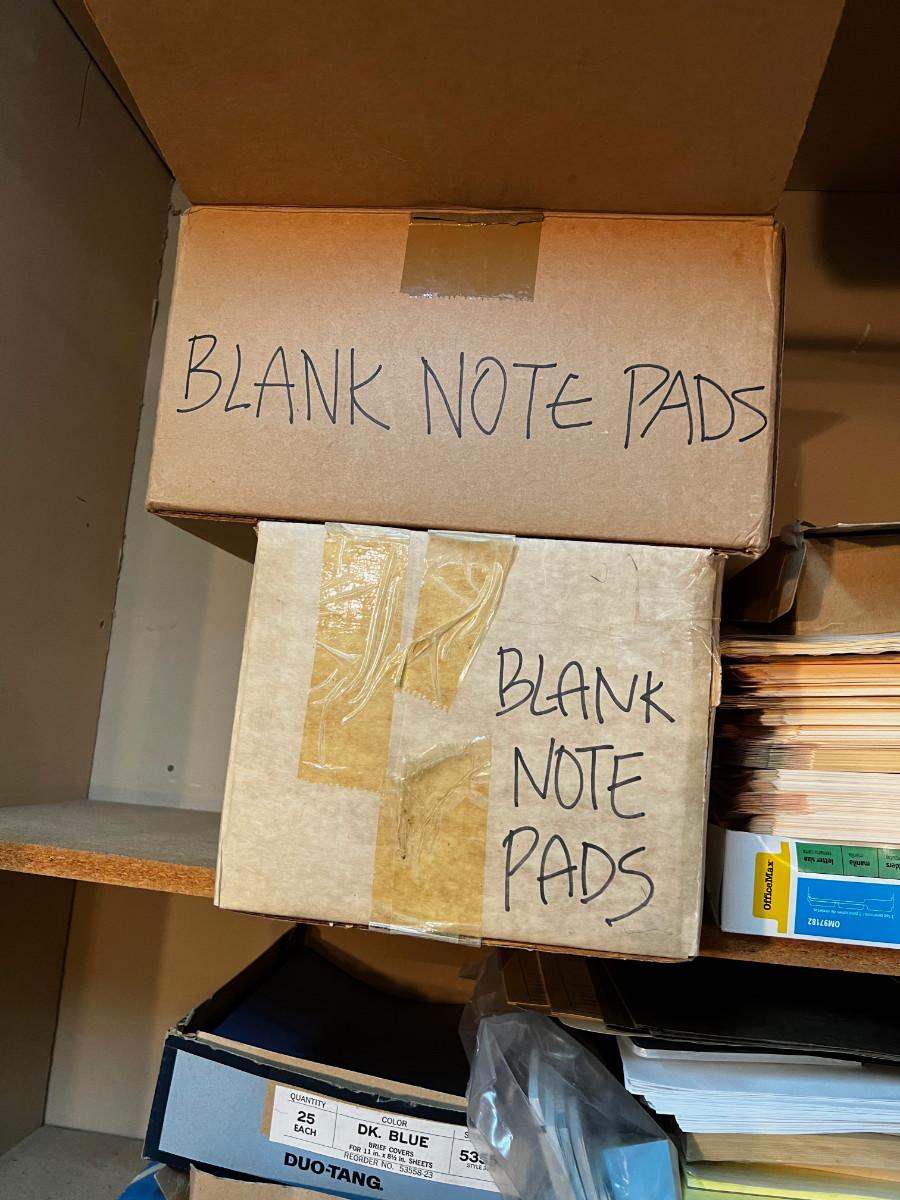 BLANK NOTE PADS
BLANK
NOTE
PADS
OfficeMax
letter size
manila
OM97182
QUANTITY
25
EACH
COLOR
DK. BLUE
BRIEF COVERS
FOR 11 in. x 8½ in. SHEETS
REORDER NO. 53558-23
DUO-TANG.